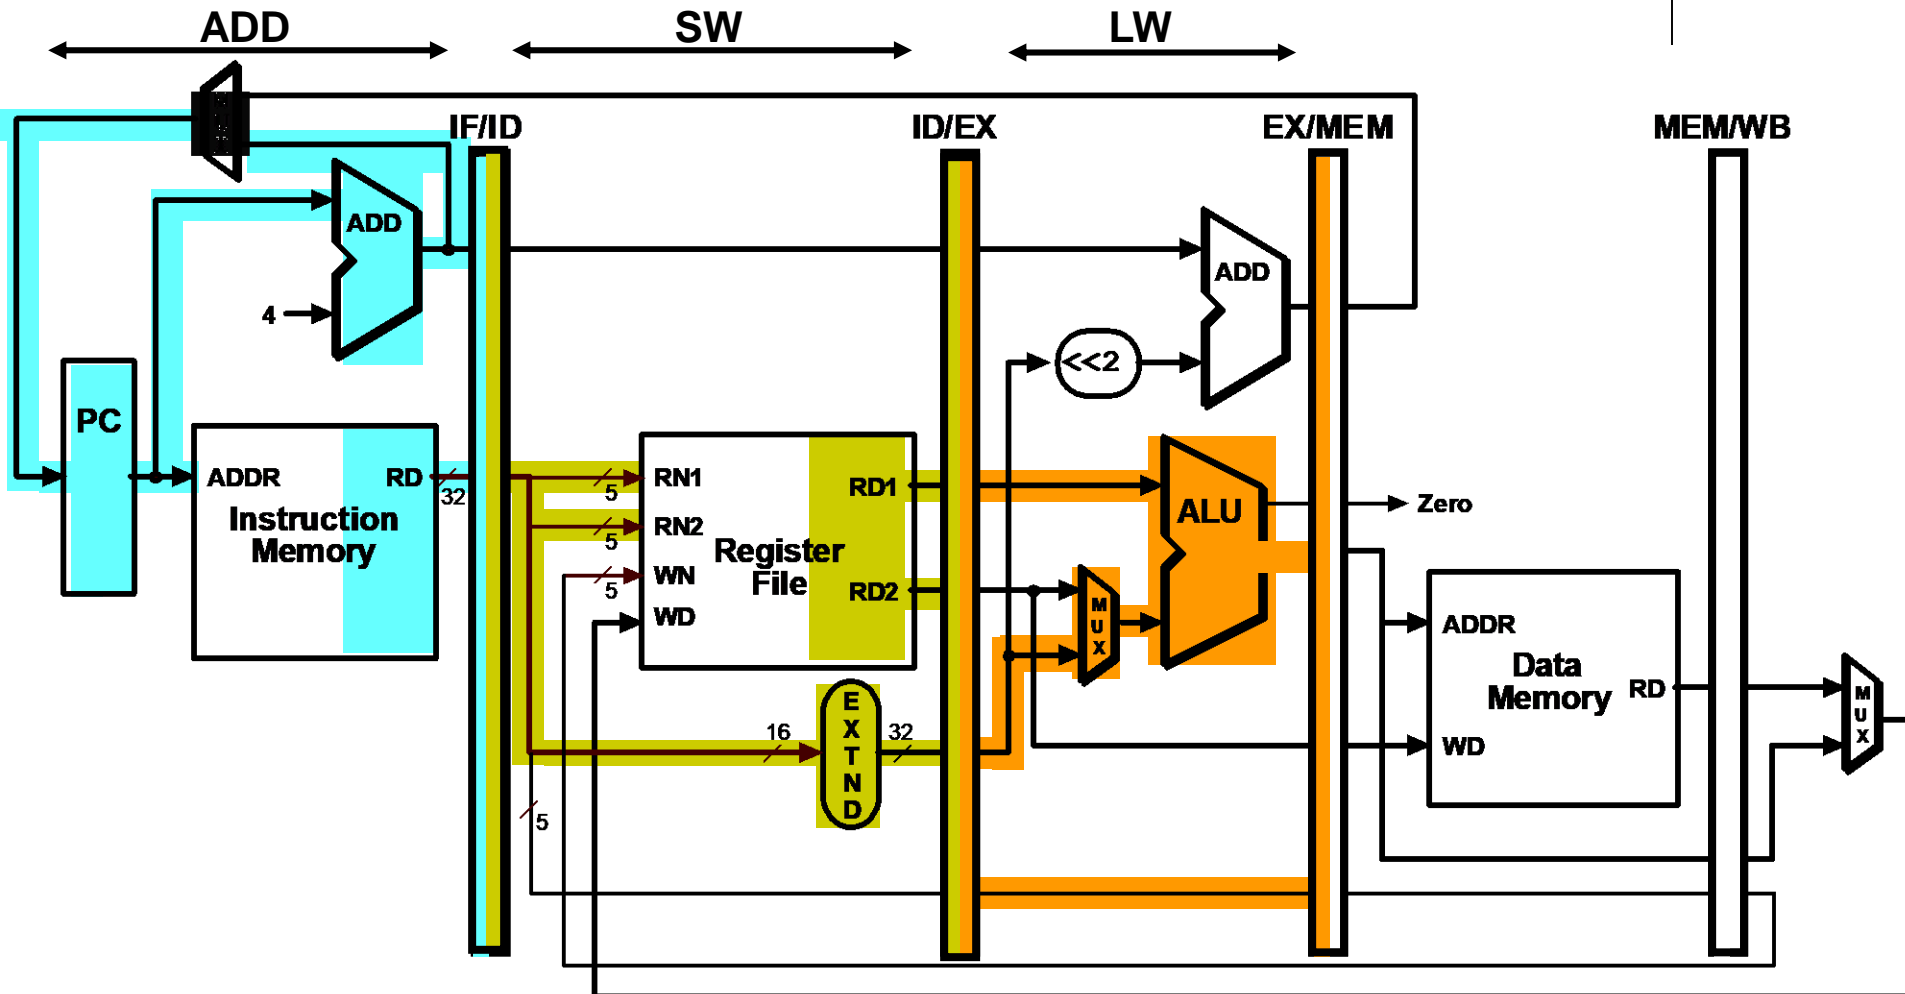 ADD
SW
LW
IF/ID
ID/EX
EX/MEM
MEM/WB
ADD
4
PC
ADDR
RD
32
Instruction
Memory
5
RN1
5
RN2
5
WN
WD
Register
File
RD1
RD2
16
E
X
T
N
D
32
5
ADD
<<2
M
U
X
ALU
Zero
ADDR
Data
Memory
RD
WD
M
U
X